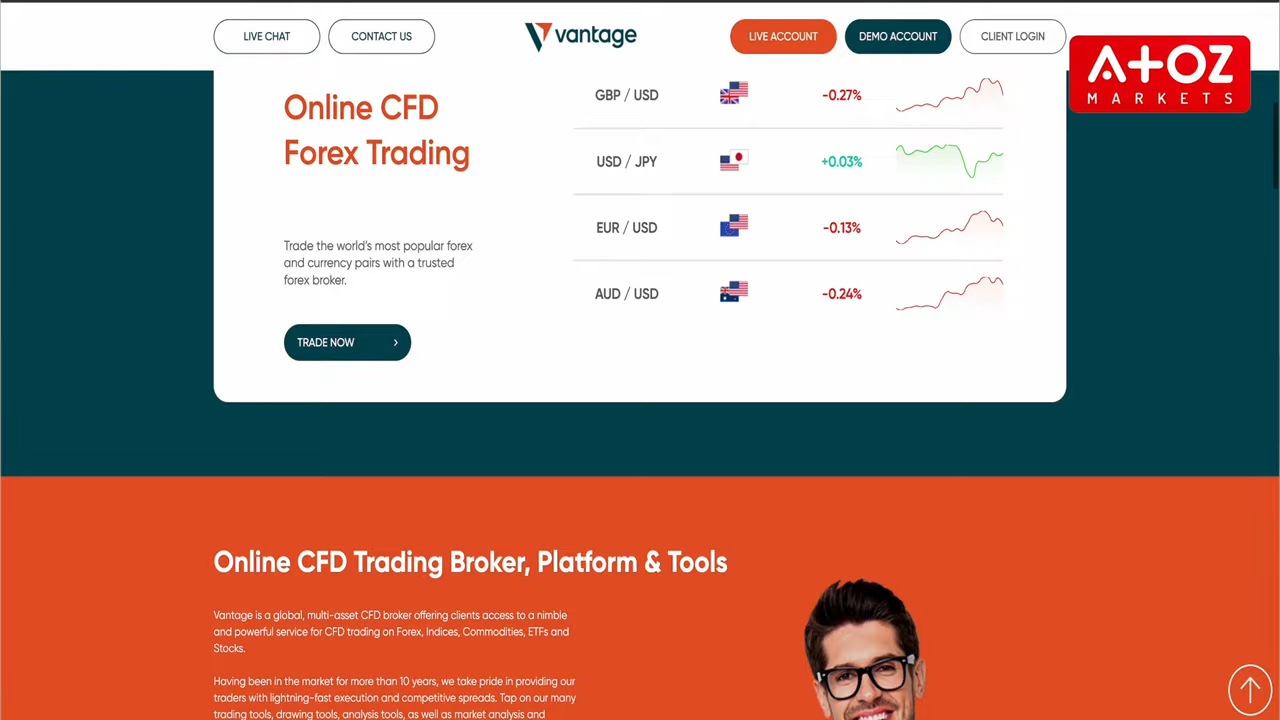 LIVE CHAT
CONTACT US
vantage
LIVE ACCOUNT
DEMO ACCOUNT
CLIENT LOGIN
ATOZ
MARKETS
Online CFD
Forex Trading
Trade the world's most popular forex
and currency pairs with a trusted
forex broker.
TRADE NOW
GBP / USD
-0.27%
USD / JPY
+0.03%
EUR / USD
-0.13%
AUD / USD
-0.24%
Online CFD Trading Broker, Platform & Tools
Vantage is a global, multi-asset CFD broker offering clients access to a nimble
and powerful service for CFD trading on Forex, Indices, Commodities, ETFs and
Stocks.
Having been in the market for more than 10 years, we take pride in providing our
traders with lightning-fast execution and competitive spreads. Tap on our many
trading tools, drawing tools, analysis tools, as well as market analysis and